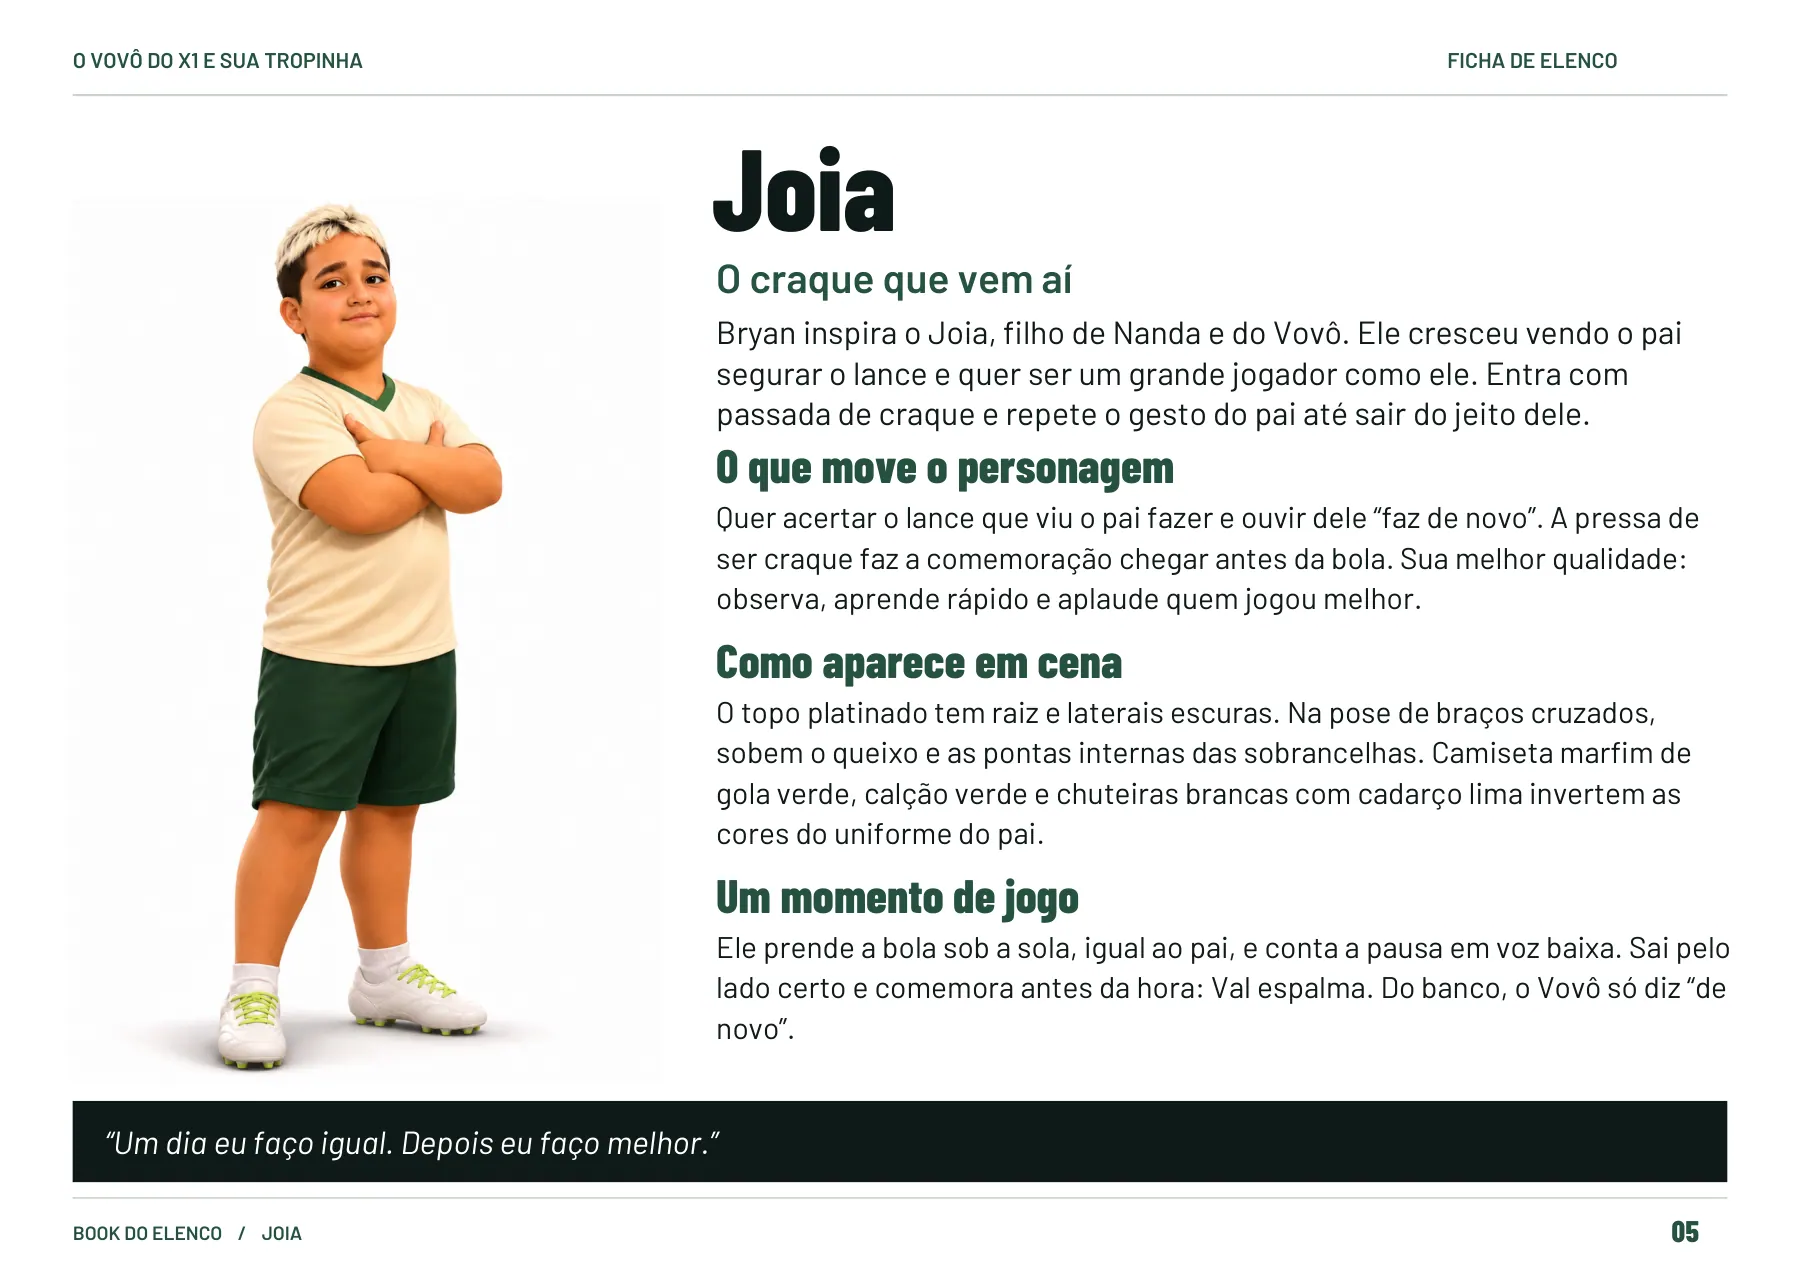 O VOVÔ DO X1 E SUA TROPINHA
FICHA DE ELENCO
Joia
O craque que vem aí
Bryan inspira o Joia, filho de Nanda e do Vovô. Ele cresceu vendo o pai
segurar o lance e quer ser um grande jogador como ele. Entra com
passada de craque e repete o gesto do pai até sair do jeito dele.
O que move o personagem
Quer acertar o lance que viu o pai fazer e ouvir dele “faz de novo”. A pressa de
ser craque faz a comemoração chegar antes da bola. Sua melhor qualidade:
observa, aprende rápido e aplaude quem jogou melhor.
Como aparece em cena
O topo platinado tem raiz e laterais escuras. Na pose de braços cruzados,
sobem o queixo e as pontas internas das sobrancelhas. Camiseta marfim de
gola verde, calção verde e chuteiras brancas com cadarço lima invertem as
cores do uniforme do pai.
Um momento de jogo
Ele prende a bola sob a sola, igual ao pai, e conta a pausa em voz baixa. Sai pelo
lado certo e comemora antes da hora: Val espalma. Do banco, o Vovô só diz “de
novo”.
“Um dia eu faço igual. Depois eu faço melhor.”
BOOK DO ELENCO / JOIA
05